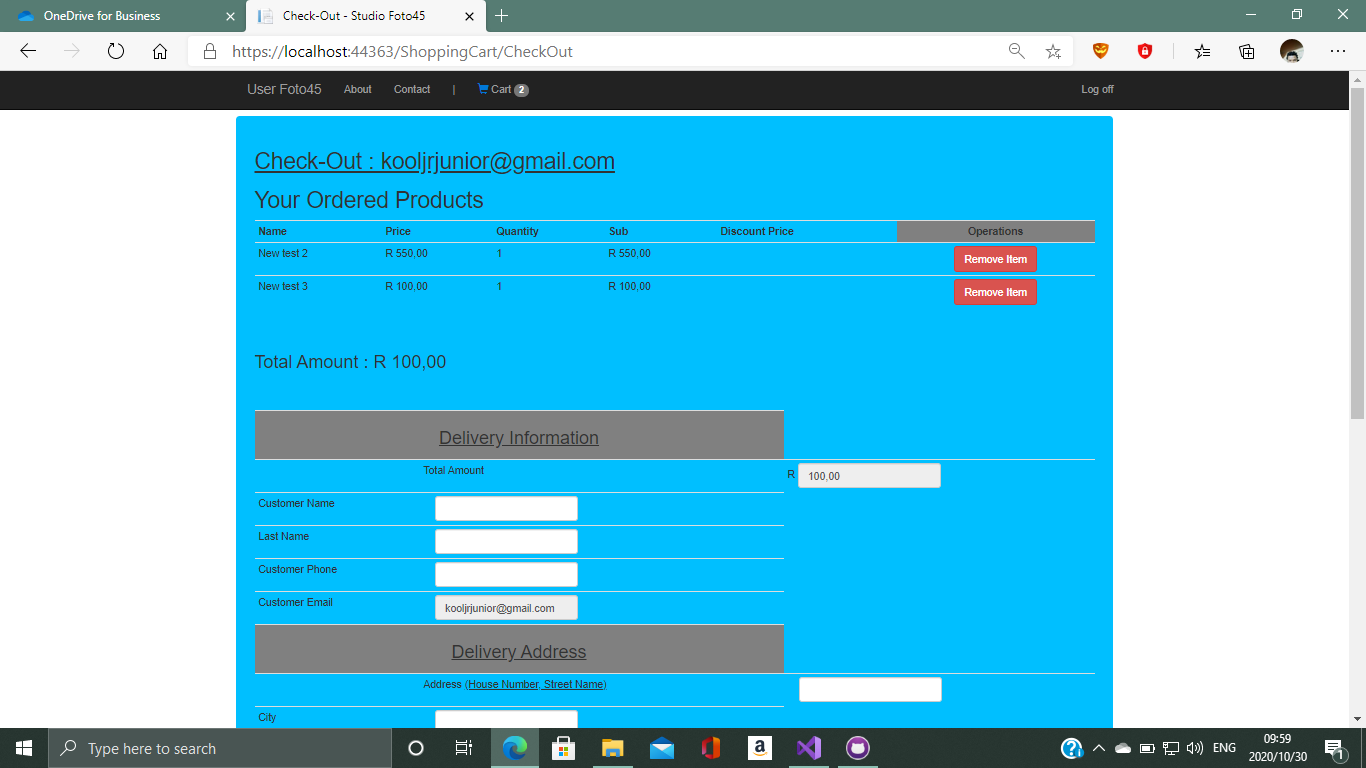 OneDrive for Business
Check-Out - Studio Foto45
https://localhost:44363/ShoppingCart/CheckOut
User Foto45 About Contact | Cart 2 Log off
Check-Out : kooljrjunior@gmail.com
Your Ordered Products
Name Price Quantity Sub Discount Price Operations
New test 2 R 550,00 1 R 550,00 Remove Item
New test 3 R 100,00 1 R 100,00 Remove Item
Total Amount : R 100,00
Delivery Information
Total Amount R 100,00
Customer Name
Last Name
Customer Phone
Customer Email kooljrjunior@gmail.com
Delivery Address
Address (House Number, Street Name)
City
Type here to search
ENG
09:59
2020/10/30
1